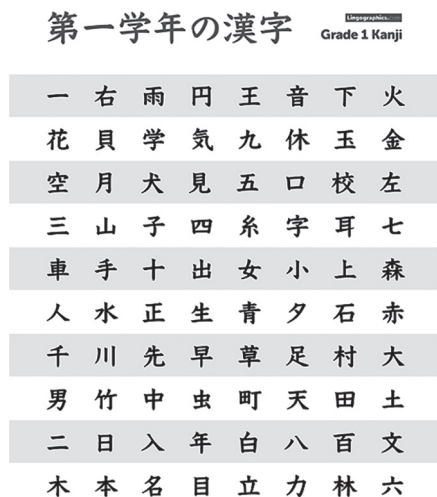 第一学年の漢字
Lingographics.com
Grade 1 Kanji
一 右 雨 円 王 音 下 火
花 貝 学 気 九 休 玉 金
空 月 犬 見 五 口 校 左
三 山 子 四 糸 字 耳 七
車 手 十 出 女 小 上 森
人 水 正 生 青 夕 石 赤
千 川 先 早 草 足 村 大
男 竹 中 虫 町 天 田 土
二 日 入 年 白 八 百 文
木 本 名 目 立 力 林 六